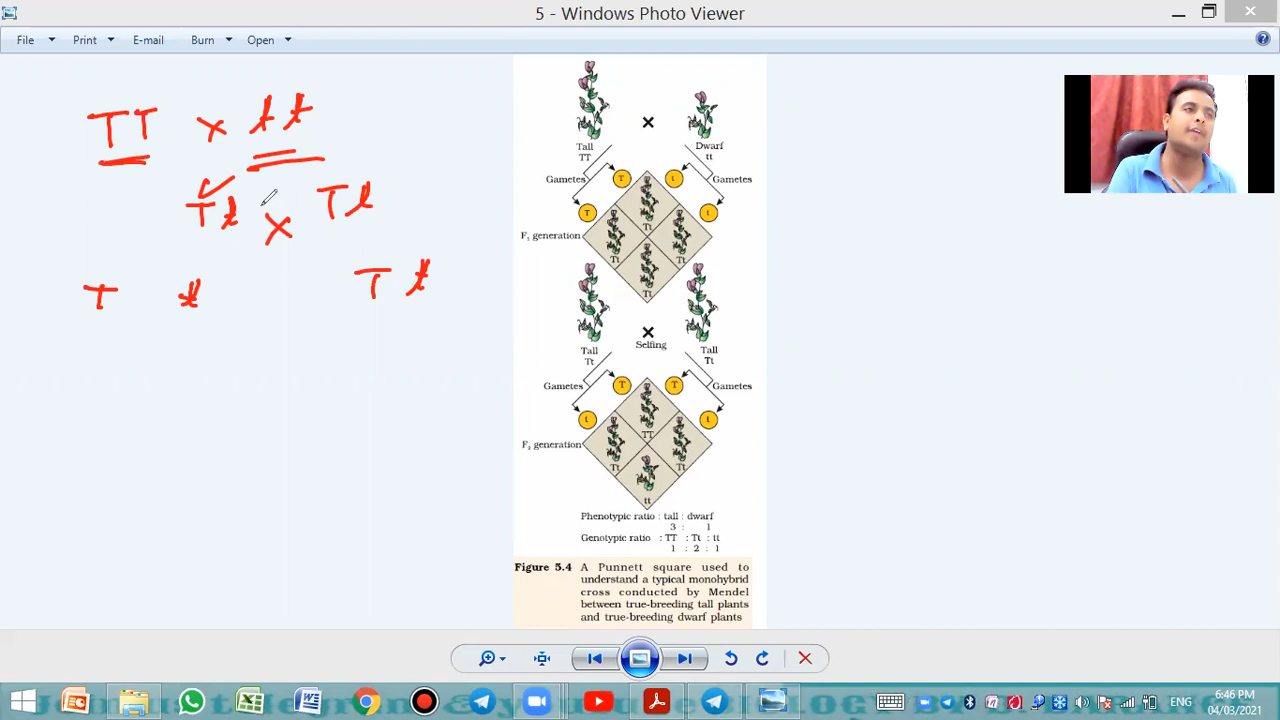 5 - Windows Photo Viewer
File Print E-mail Burn Open
TT x tt
Tt x Tt
T t T t
Tall
TT
Dwarf
tt
Gametes T t Gametes
T t
Tt
F₁ generation
Tt Tt
Tt
Selfing
Tall
Tt
Tall
Tt
Gametes T T Gametes
t t
TT
F₂ generation
Tt Tt
tt
Phenotypic ratio : tall : dwarf
3 : 1
Genotypic ratio : TT : Tt : tt
1 : 2 : 1
Figure 5.4 A Punnett square used to
understand a typical monohybrid
cross conducted by Mendel
between true-breeding tall plants
and true-breeding dwarf plants
ENG
6:46 PM
04/03/2021